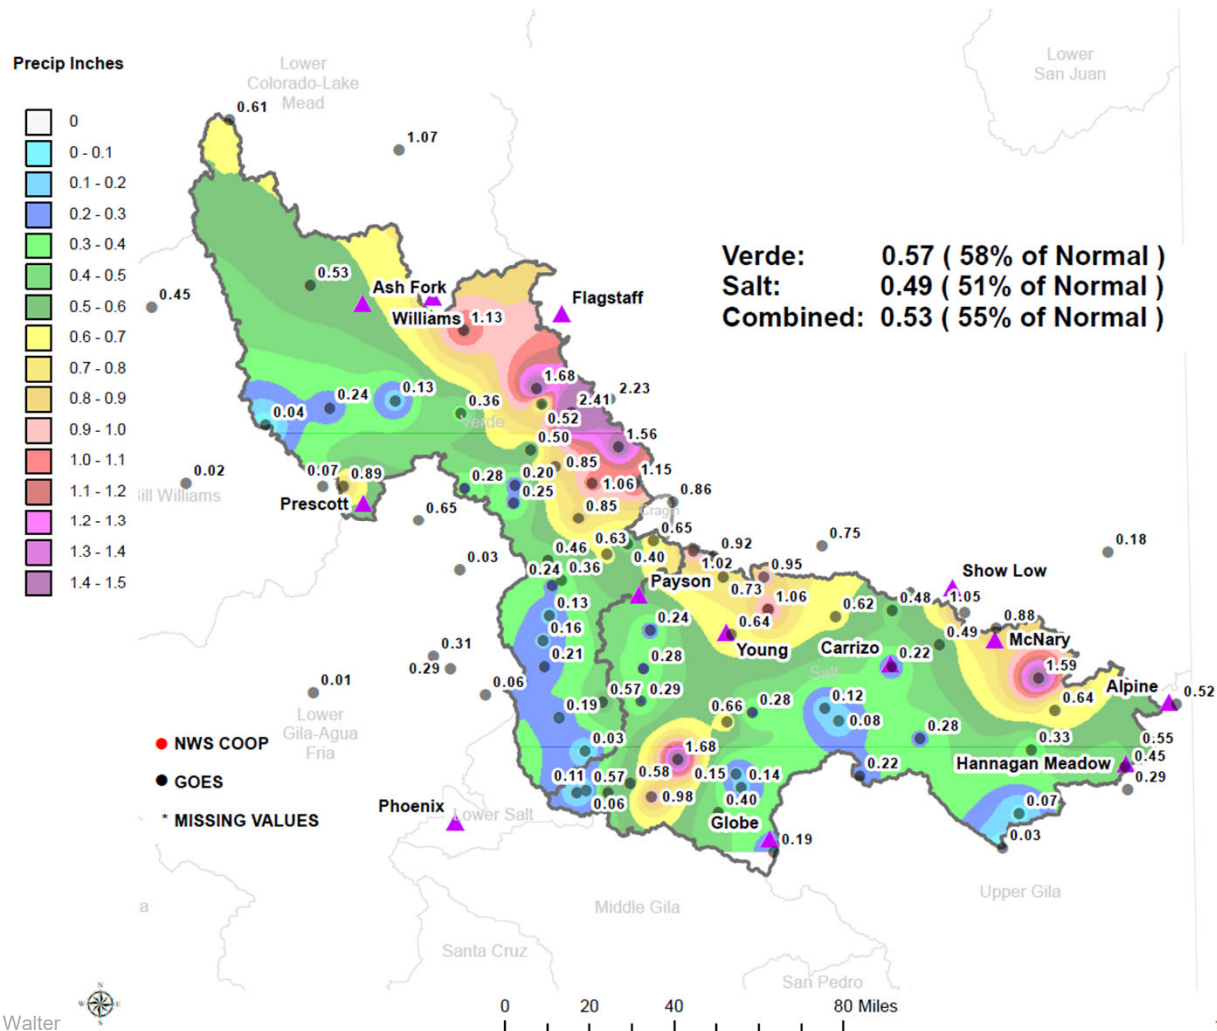 Precip Inches
0
0 - 0.1
0.1 - 0.2
0.2 - 0.3
0.3 - 0.4
0.4 - 0.5
0.5 - 0.6
0.6 - 0.7
0.7 - 0.8
0.8 - 0.9
0.9 - 1.0
1.0 - 1.1
1.1 - 1.2
1.2 - 1.3
1.3 - 1.4
1.4 - 1.5
Lower
Colorado-Lake
Mead
Lower
San Juan
0.61
1.07
Verde: 0.57 ( 58% of Normal )
Salt: 0.49 ( 51% of Normal )
Combined: 0.53 ( 55% of Normal )
0.53
0.45
Ash Fork
Flagstaff
Williams
1.13
1.68
2.23
0.13
0.24
0.36
2.41
0.04
0.52
Verde
0.50
1.56
0.02
0.07
0.89
0.28
0.20
0.85
1.15
1.06
ill Williams
0.25
0.86
Prescott
0.65
0.85
Cragin
0.65
0.63
0.92
0.75
0.18
0.46
0.40
1.02
0.95
0.03
0.24
0.36
Payson
0.73
Show Low
0.13
1.06
0.62
0.48
1.05
0.16
0.24
0.64
0.88
0.31
Young
Carrizo
0.49
McNary
0.21
0.28
0.22
1.59
0.29
Salt
0.01
0.06
0.57
0.29
Alpine
0.52
0.19
0.66
0.28
0.12
0.64
0.08
Lower
Gila-Agua
Fria
0.03
0.28
0.33
0.55
NWS COOP
1.68
0.45
Hannagan Meadow
GOES
0.11
0.57
0.58
0.15
0.14
0.22
0.29
0.06
0.98
0.40
0.07
* MISSING VALUES
Phoenix
Lower Salt
Globe
0.19
0.03
Upper Gila
a
Middle Gila
Santa Cruz
San Pedro
N
W
E
S
0
20
40
80 Miles
Walter